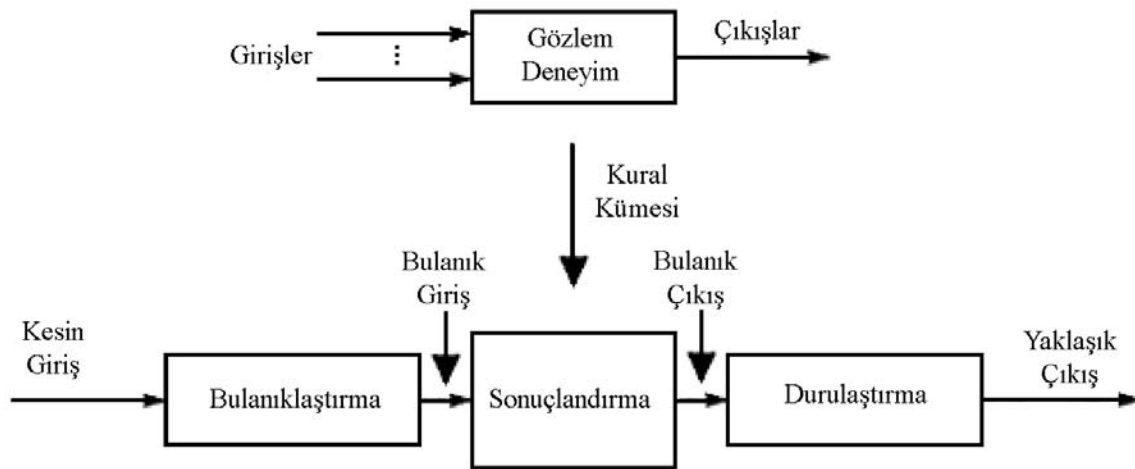 Girişler
⋮
Gözlem
Deneyim
Çıkışlar
Kural
Kümesi
Bulanık
Giriş
Bulanık
Çıkış
Kesin
Giriş
Bulanıklaştırma
Sonuçlandırma
Durulaştırma
Yaklaşık
Çıkış